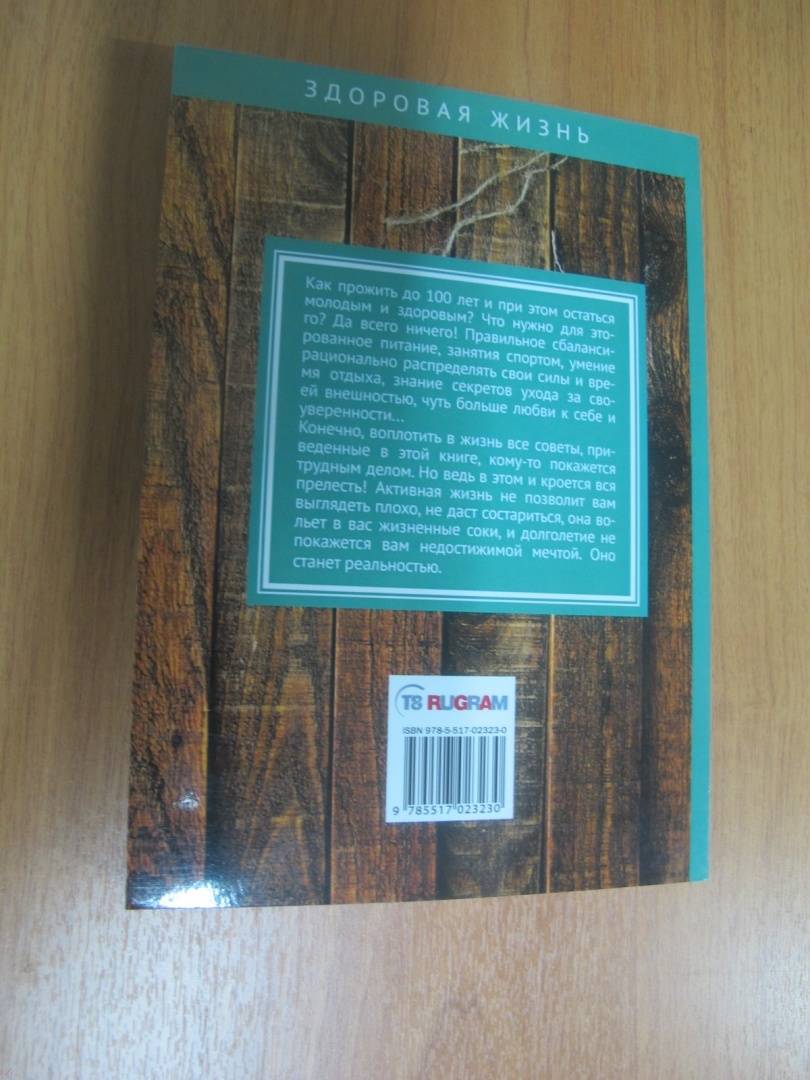 ЗДОРОВАЯ ЖИЗНЬ
Как прожить до 100 лет и при этом остаться
молодым и здоровым? Что нужно для это-
го? Да всего ничего! Правильное сбаланси-
рованное питание, занятия спортом, умение
рационально распределять свои силы и вре-
мя отдыха, знание секретов ухода за сво-
ей внешностью, чуть больше любви к себе и
уверенности...
Конечно, воплотить в жизнь все советы, при-
веденные в этой книге, кому-то покажется
трудным делом. Но ведь в этом и кроется вся
прелесть! Активная жизнь не позволит вам
выглядеть плохо, не даст состариться, она во-
льет в вас жизненные соки, и долголетие не
покажется вам недостижимой мечтой. Оно
станет реальностью.
T8 RUGRAM
ISBN 978-5-517-02323-0
9 785517 023230